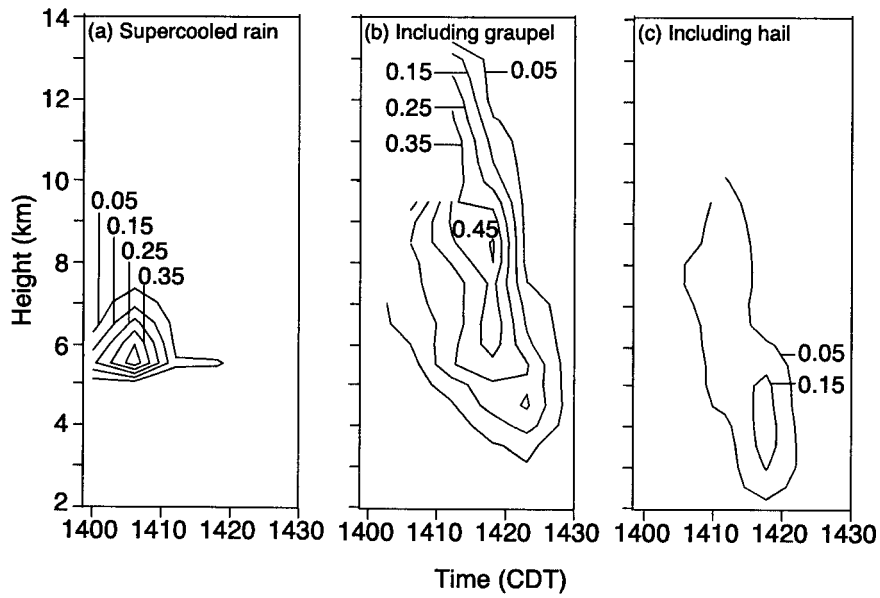 (a) Supercooled rain
(b) Including graupel
(c) Including hail
14
12
10
8
6
4
2
Height (km)
0.05
0.15
0.25
0.35
0.15
0.05
0.25
0.35
0.45
0.05
0.15
1400 1410 1420 1430
1400 1410 1420 1430
1400 1410 1420 1430
Time (CDT)